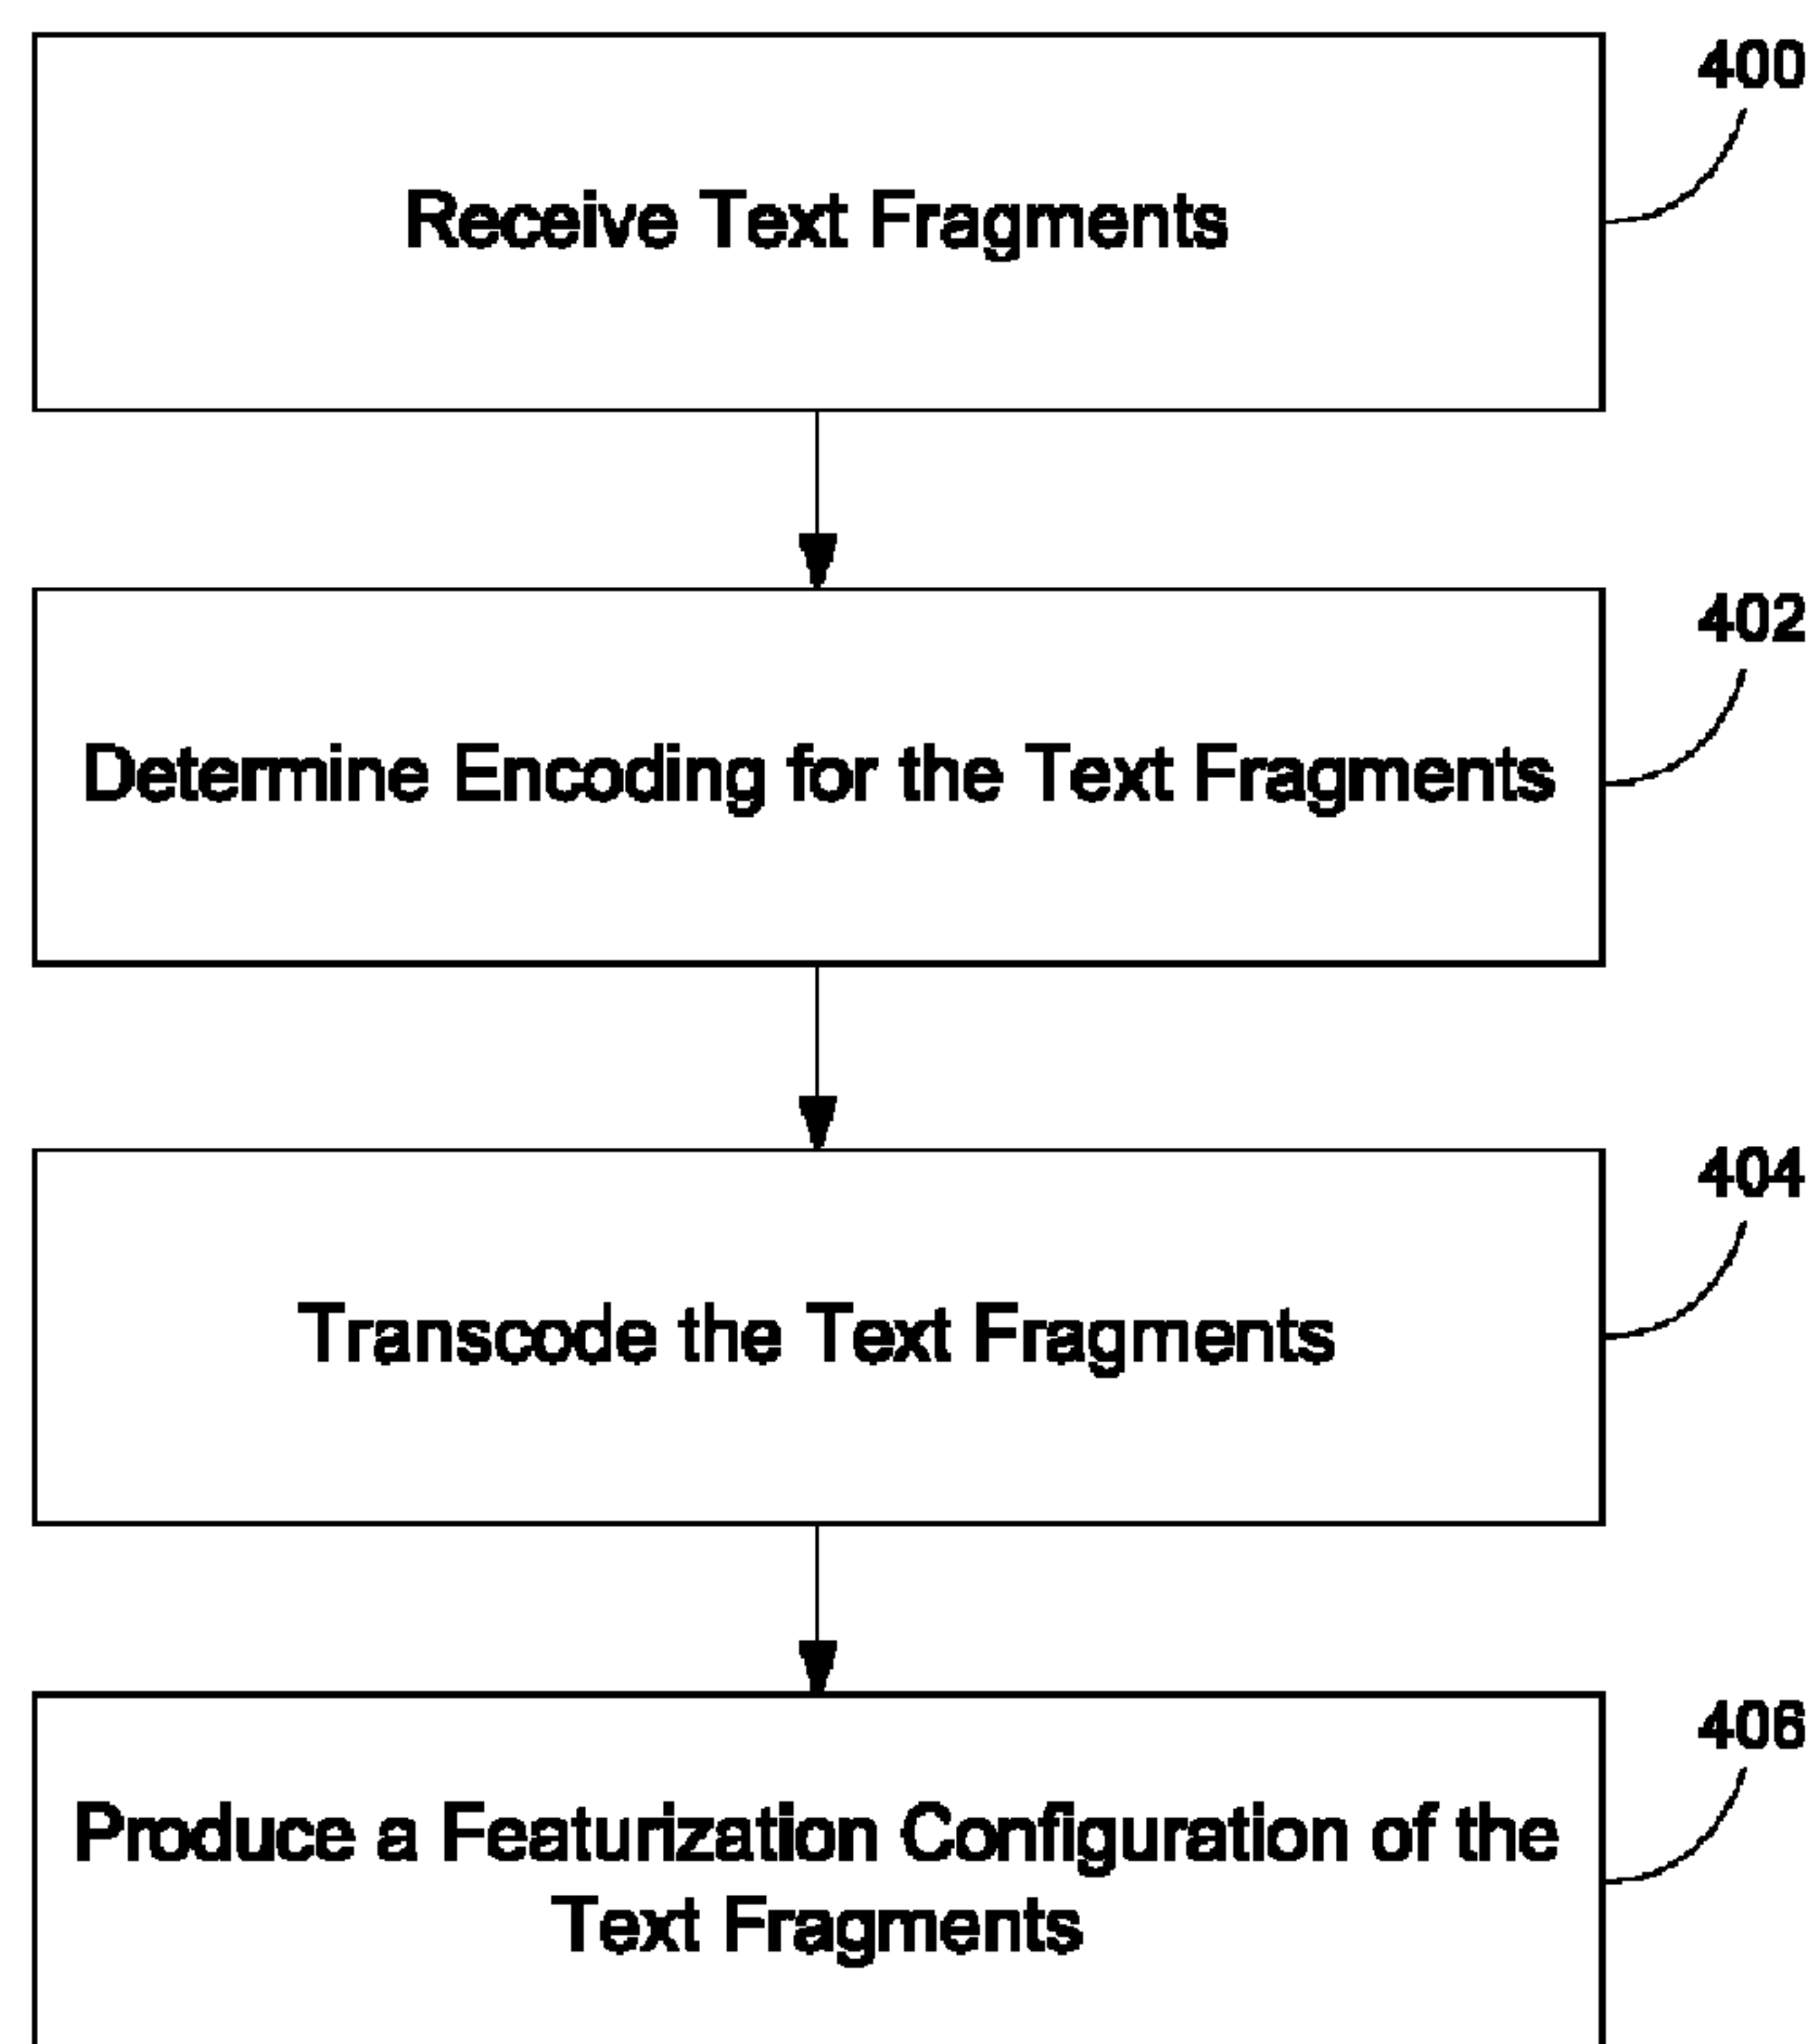 400
Receive Text Fragments
402
Determine Encoding for the Text Fragments
404
Transcode the Text Fragments
406
Produce a Featurization Configuration of the
Text Fragments